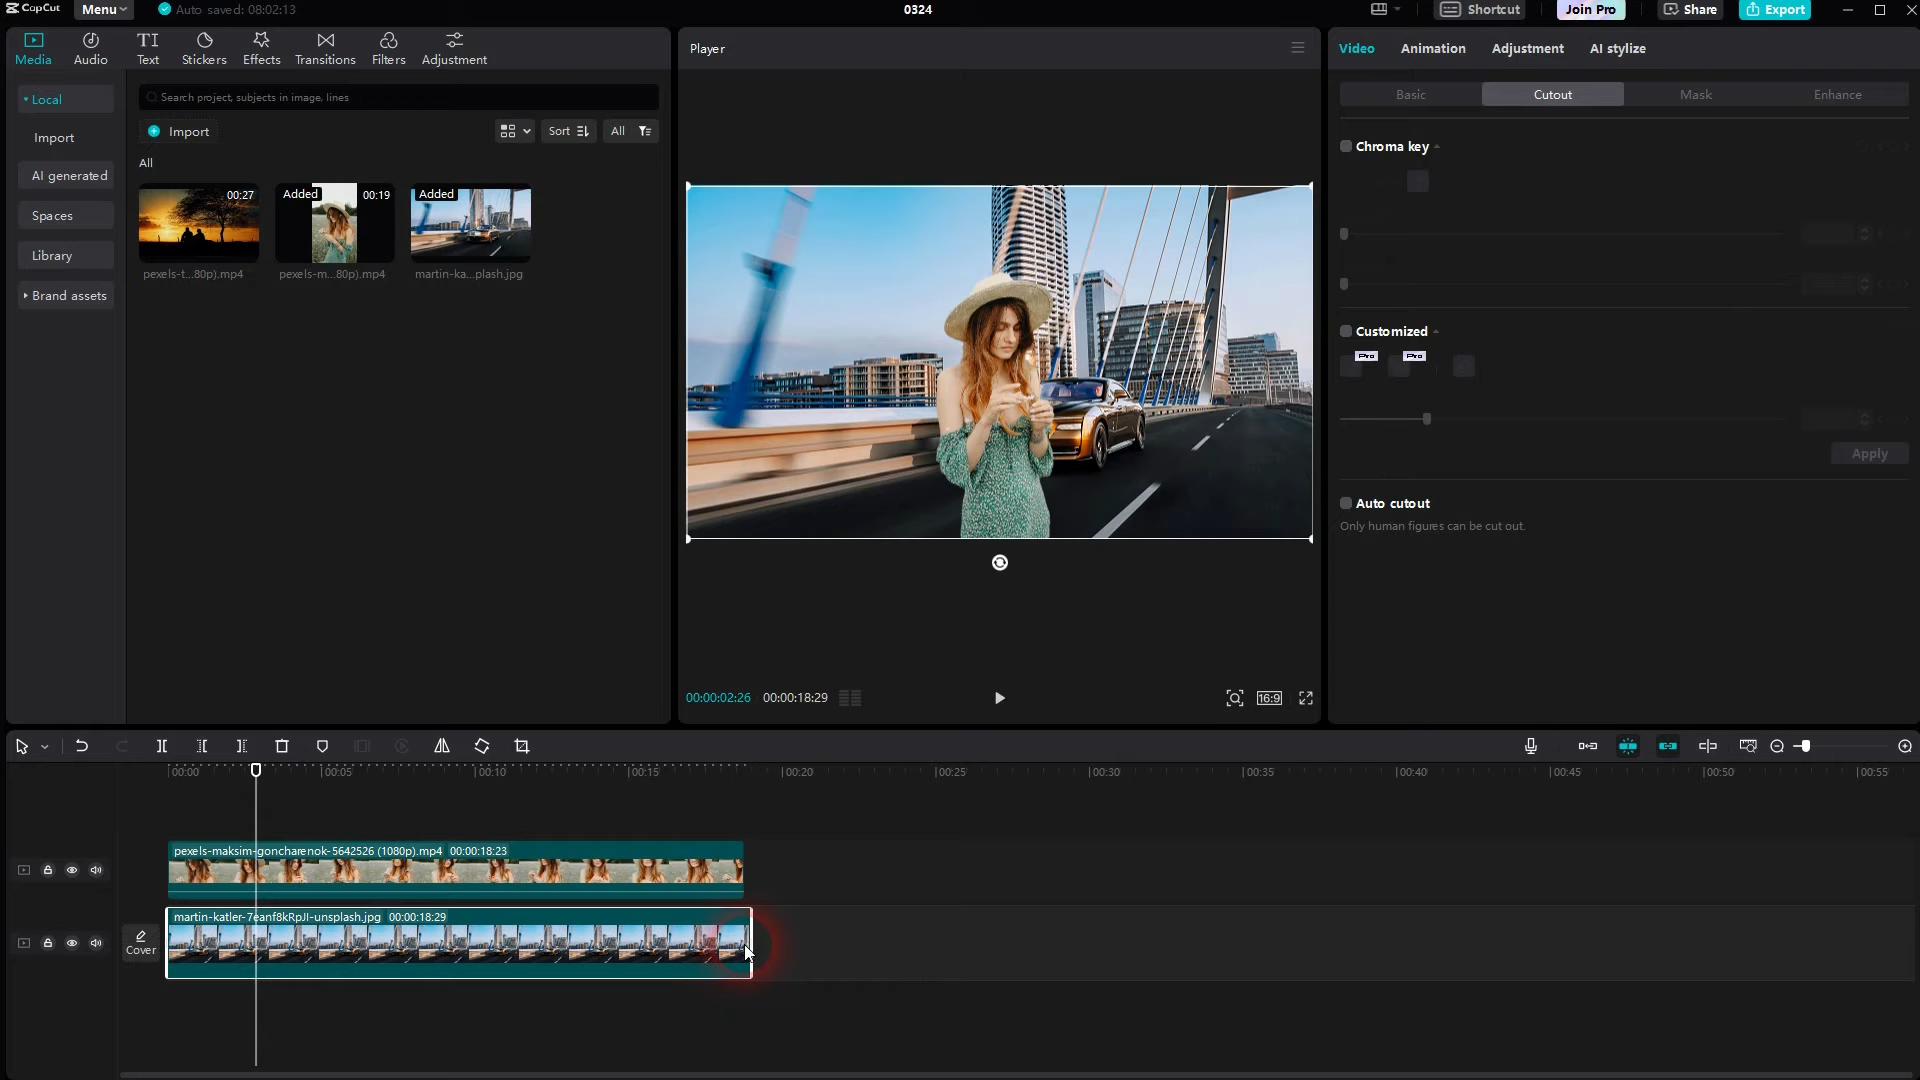 CapCut
Menu
Auto saved: 08:02:13
0324
Shortcut
Join Pro
Share
Export
Media
Audio
Text
Stickers
Effects
Transitions
Filters
Adjustment
Local
Import
AI generated
Spaces
Library
Brand assets
Search project, subjects in image, lines
Import
Sort
All
All
00:27
Added
00:19
Added
pexels-t...80p).mp4
pexels-m...80p).mp4
martin-ka...plash.jpg
Player
00:00:02:26
00:00:18:29
16:9
Video
Animation
Adjustment
AI stylize
Basic
Cutout
Mask
Enhance
Chroma key
Customized
Pro
Pro
Apply
Auto cutout
Only human figures can be cut out.
00:00
00:05
00:10
00:15
00:20
00:25
00:30
00:35
00:40
00:45
00:50
00:55
pexels-maksim-goncharenok-5642526 (1080p).mp4 00:00:18:23
Cover
martin-katler-7eanf8kRpJI-unsplash.jpg 00:00:18:29